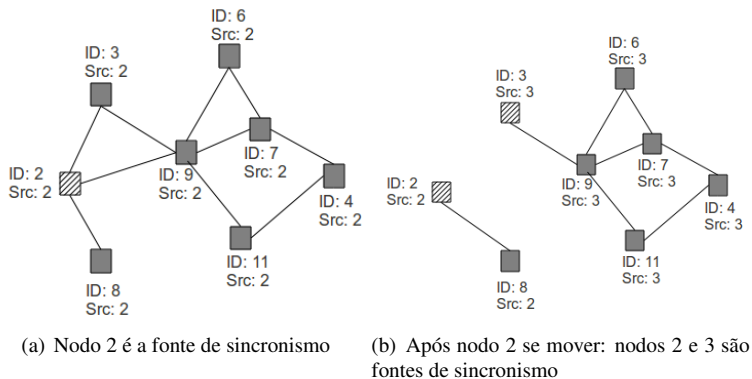 ID: 6
Src: 2
ID: 3
Src: 2
ID: 7
Src: 2
ID: 2
Src: 2
ID: 9
Src: 2
ID: 4
Src: 2
ID: 11
Src: 2
ID: 8
Src: 2
(a) Nodo 2 é a fonte de sincronismo
ID: 6
Src: 3
ID: 3
Src: 3
ID: 7
Src: 3
ID: 2
Src: 2
ID: 9
Src: 3
ID: 4
Src: 3
ID: 11
Src: 3
ID: 8
Src: 2
(b) Após nodo 2 se mover: nodos 2 e 3 são
fontes de sincronismo